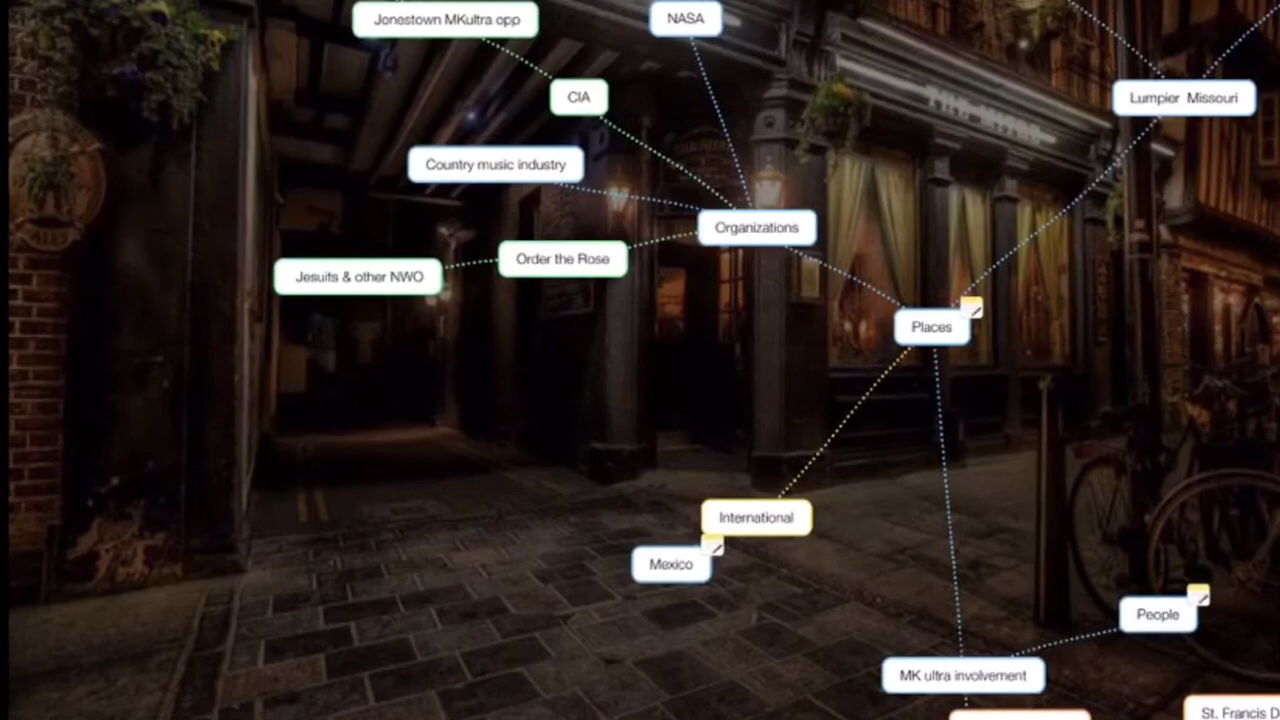 Jonestown MKultra opp
NASA
CIA
Lumpier Missouri
Country music industry
Organizations
Order the Rose
Jesuits & other NWO
Places
International
Mexico
People
MK ultra involvement
St. Francis D